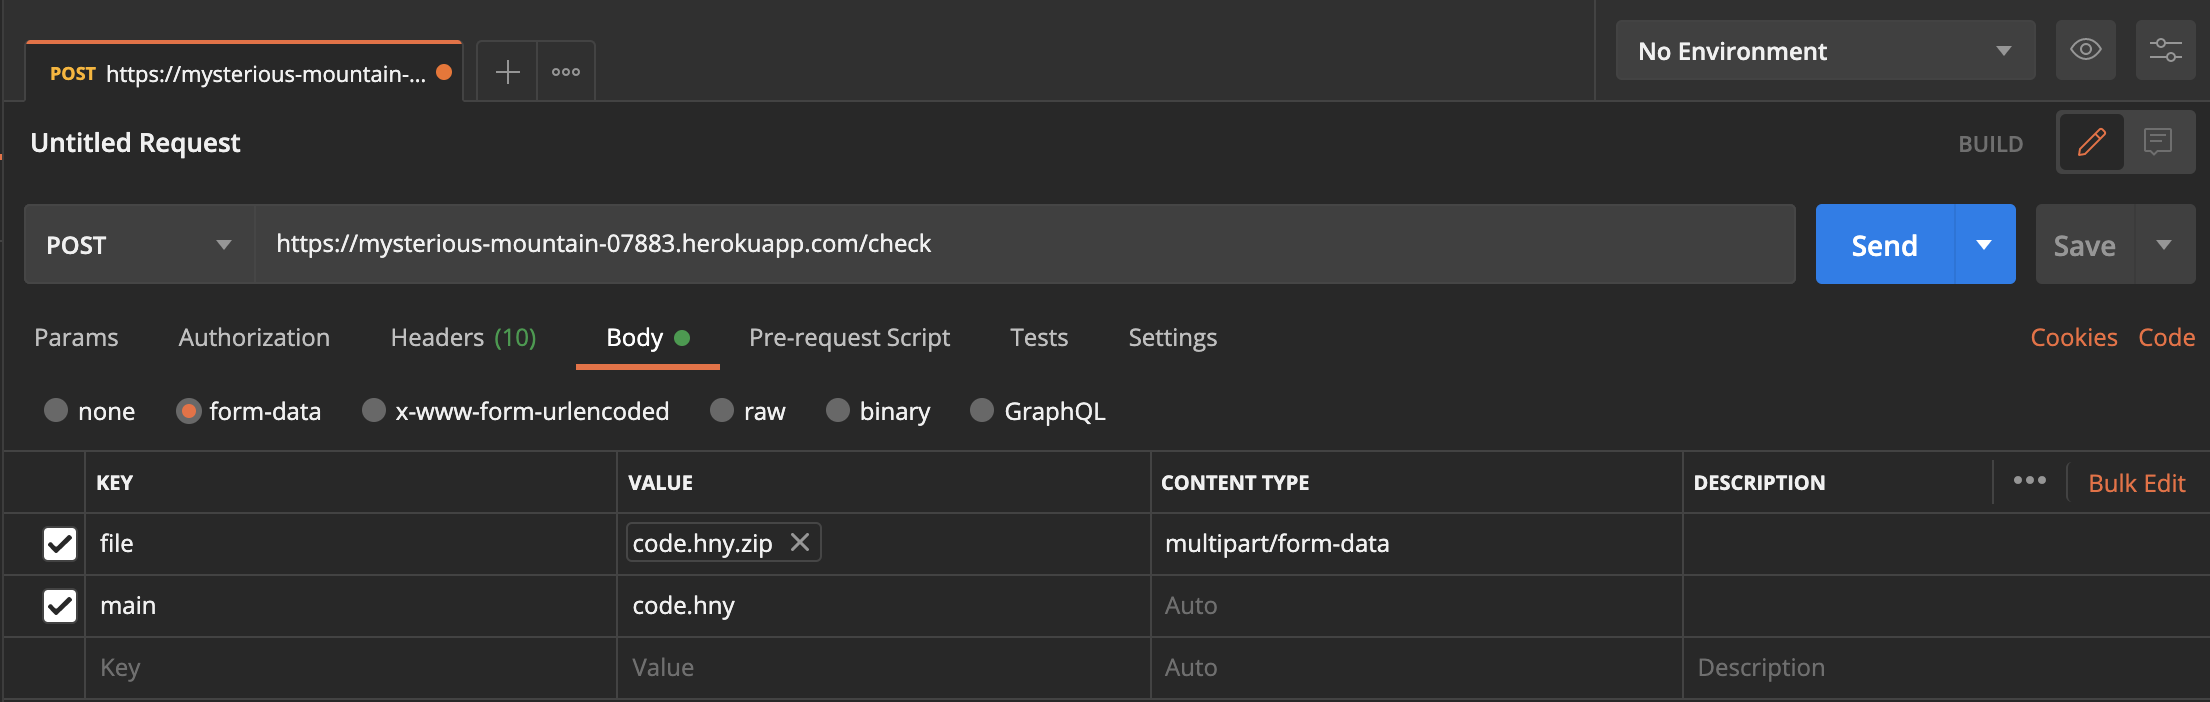 POST https://mysterious-mountain-...
No Environment
Untitled Request
BUILD
POST https://mysterious-mountain-07883.herokuapp.com/check Send Save
Params Authorization Headers (10) Body Pre-request Script Tests Settings Cookies Code
none form-data x-www-form-urlencoded raw binary GraphQL
KEY VALUE CONTENT TYPE DESCRIPTION Bulk Edit
file code.hny.zip multipart/form-data
main code.hny Auto
Key Value Auto Description